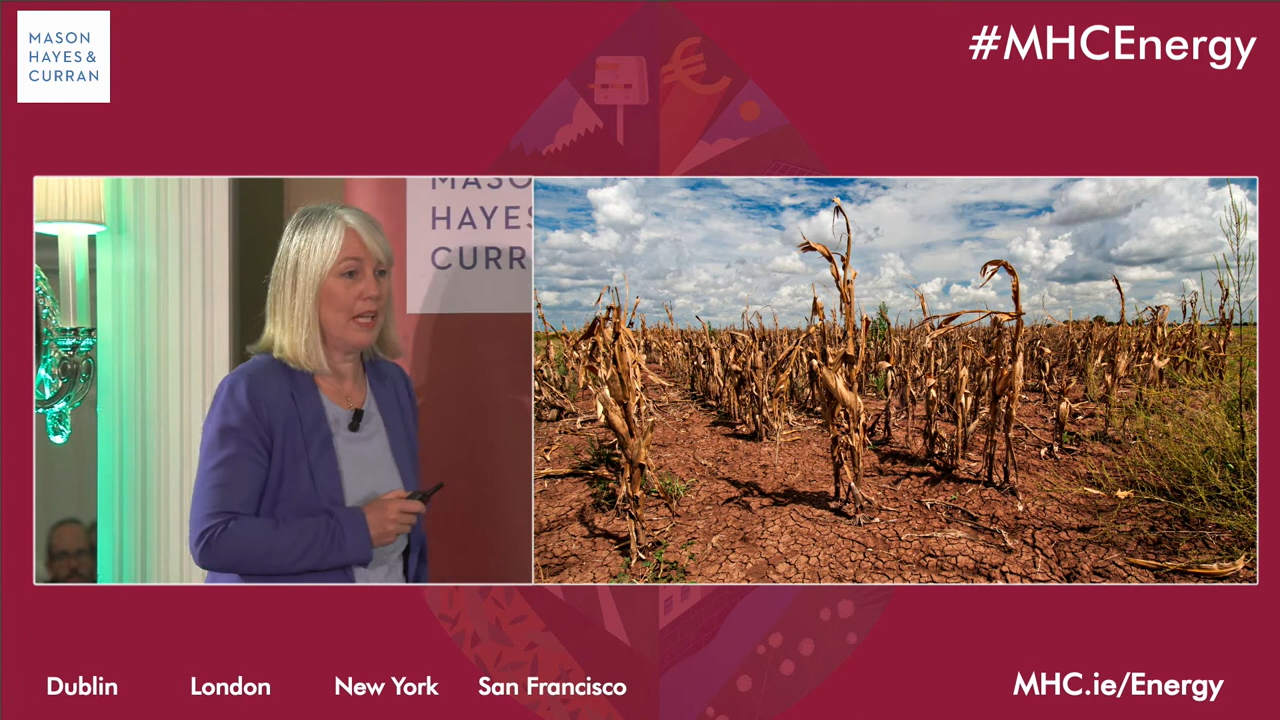 MASON
HAYES &
CURRAN
#MHCEnergy
MASO
HAYES
CURR
Dublin London New York San Francisco
MHC.ie/Energy